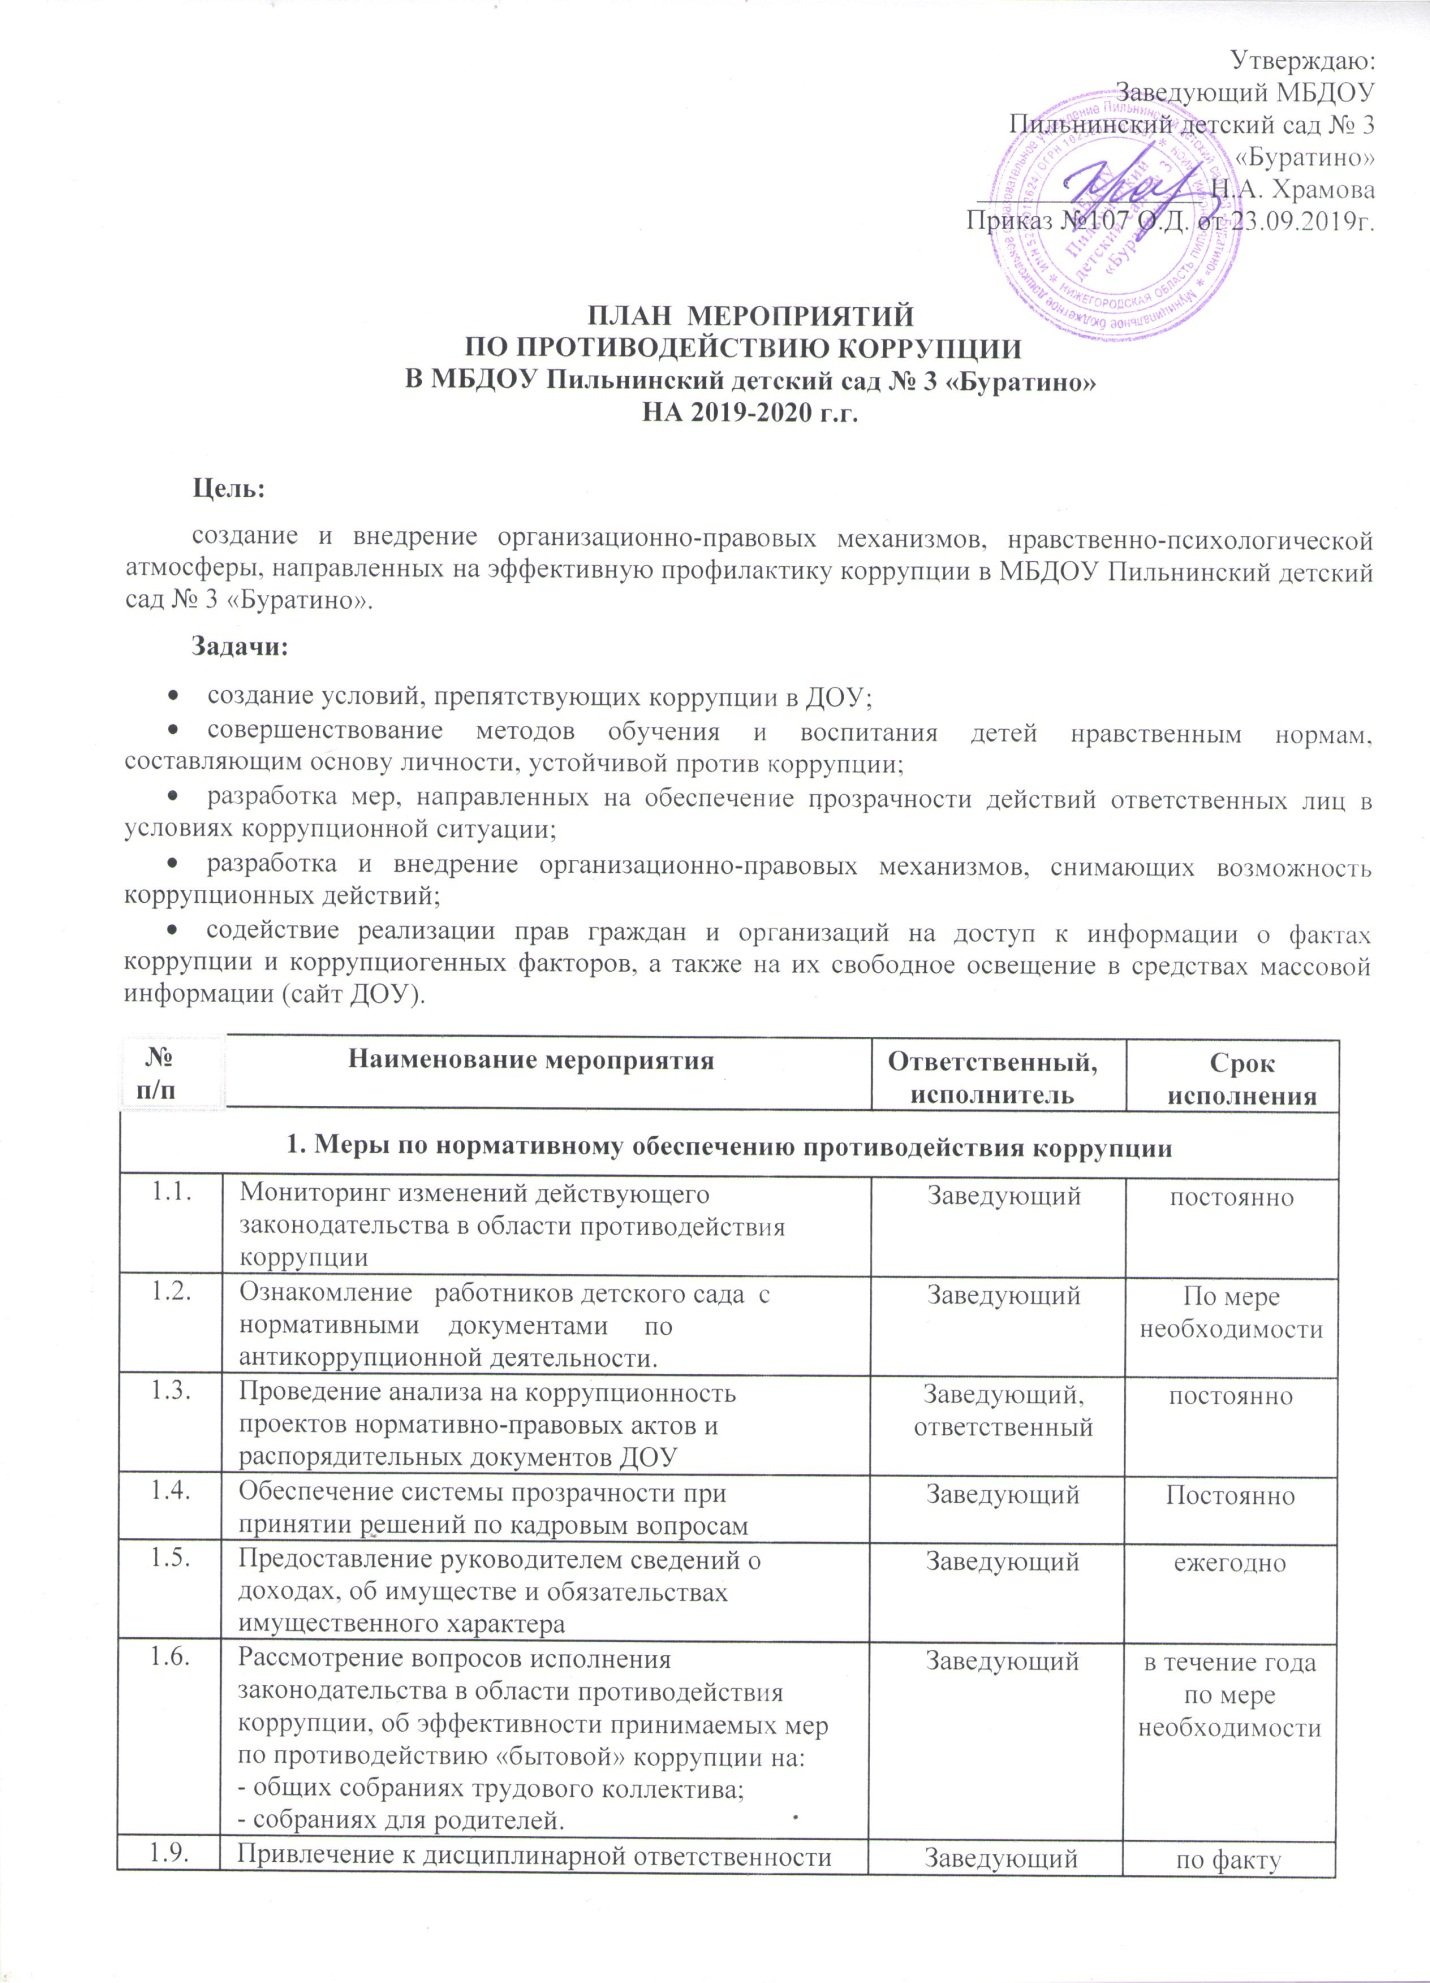 Утверждаю:
Заведующий МБДОУ
Пильнинский детский сад № 3
«Буратино»
Н.А. Храмова
Приказ №107 О.Д. от 23.09.2019г.
ПЛАН МЕРОПРИЯТИЙ
ПО ПРОТИВОДЕЙСТВИЮ КОРРУПЦИИ
В МБДОУ Пильнинский детский сад № 3 «Буратино»
НА 2019-2020 г.г.
Цель:
создание и внедрение организационно-правовых механизмов, нравственно-психологической
атмосферы, направленных на эффективную профилактику коррупции в МБДОУ Пильнинский детский
сад № 3 «Буратино».
Задачи:
• создание условий, препятствующих коррупции в ДОУ;
• совершенствование методов обучения и воспитания детей нравственным нормам,
составляющим основу личности, устойчивой против коррупции;
• разработка мер, направленных на обеспечение прозрачности действий ответственных лиц в
условиях коррупционной ситуации;
• разработка и внедрение организационно-правовых механизмов, снимающих возможность
коррупционных действий;
• содействие реализации прав граждан и организаций на доступ к информации о фактах
коррупции и коррупциогенных факторов, а также на их свободное освещение в средствах массовой
информации (сайт ДОУ).
№ п/п Наименование мероприятия Ответственный, исполнитель Срок исполнения
1. Меры по нормативному обеспечению противодействия коррупции
1.1. Мониторинг изменений действующего Заведующий постоянно
законодательства в области противодействия
коррупции
1.2. Ознакомление работников детского сада с Заведующий По мере
нормативными документами по необходимости
антикоррупционной деятельности.
1.3. Проведение анализа на коррупционность Заведующий, постоянно
проектов нормативно-правовых актов и ответственный
распорядительных документов ДОУ
1.4. Обеспечение системы прозрачности при Заведующий Постоянно
принятии решений по кадровым вопросам
1.5. Предоставление руководителем сведений о Заведующий ежегодно
доходах, об имуществе и обязательствах
имущественного характера
1.6. Рассмотрение вопросов исполнения Заведующий в течение года
законодательства в области противодействия по мере
коррупции, об эффективности принимаемых мер необходимости
по противодействию «бытовой» коррупции на:
- общих собраниях трудового коллектива;
- собраниях для родителей.
1.9. Привлечение к дисциплинарной ответственности Заведующий по факту